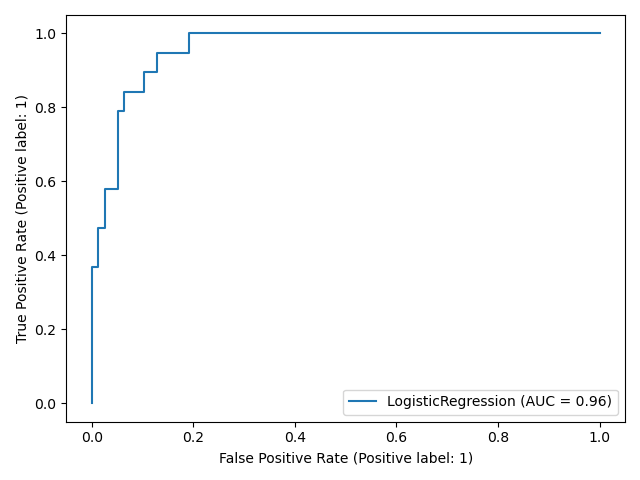 1.0
0.8
0.6
0.4
0.2
0.0
True Positive Rate (Positive label: 1)
LogisticRegression (AUC = 0.96)
0.0 0.2 0.4 0.6 0.8 1.0
False Positive Rate (Positive label: 1)